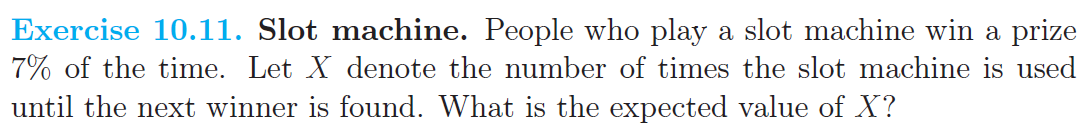 Exercise 10.11. Slot machine. People who play a slot machine win a prize
7% of the time. Let X denote the number of times the slot machine is used
until the next winner is found. What is the expected value of X?